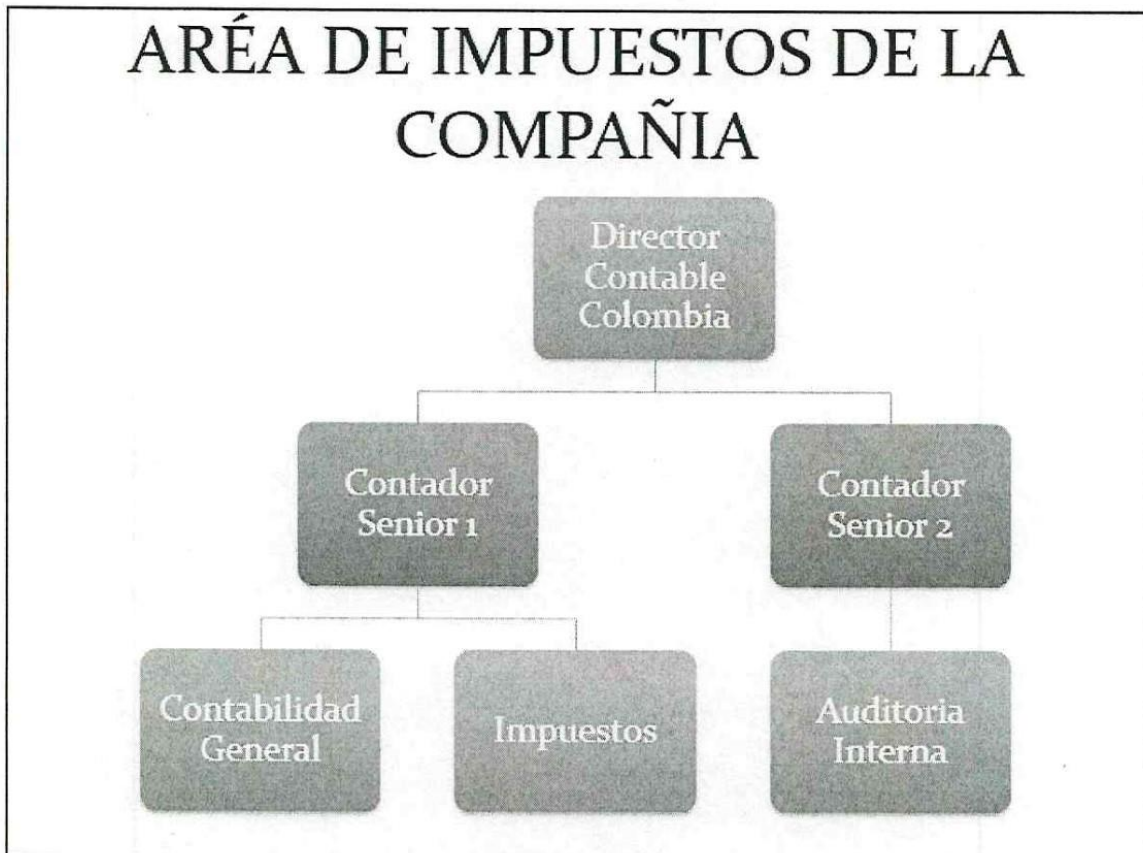 ARÉA DE IMPUESTOS DE LA
COMPAÑIA
Director
Contable
Colombia
Contador
Senior 1
Contador
Senior 2
Contabilidad
General
Impuestos
Auditoria
Interna